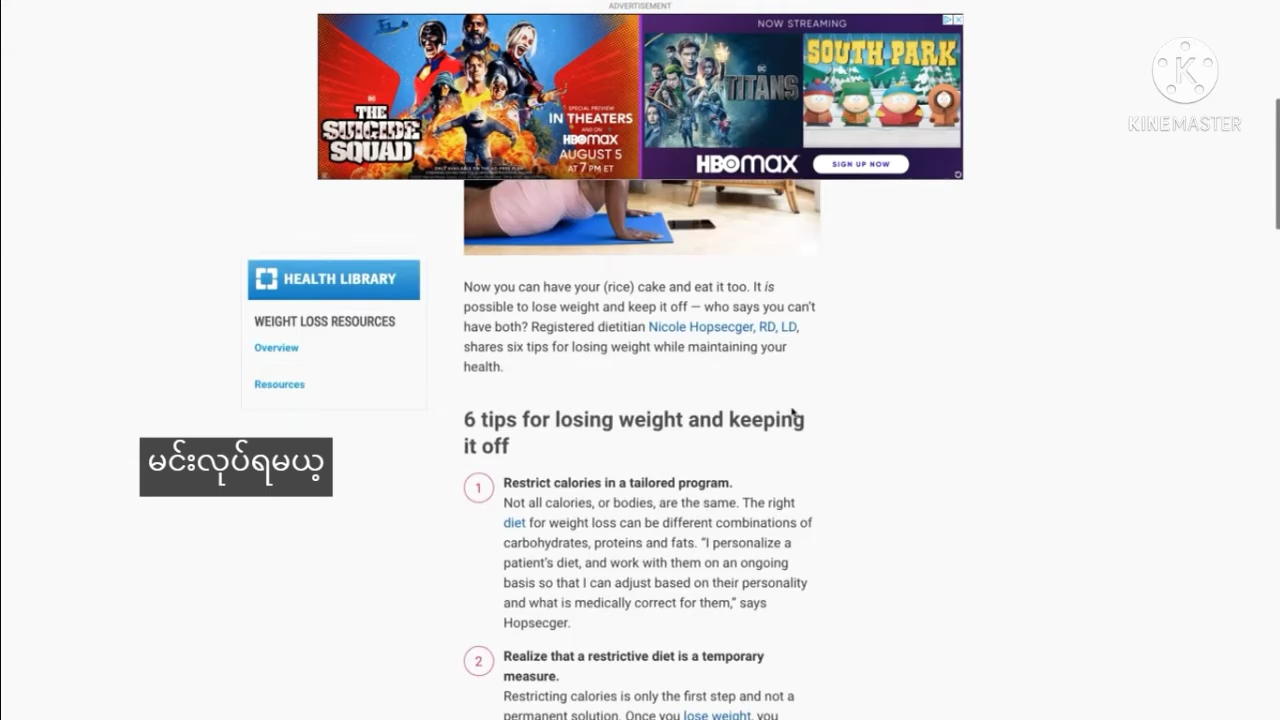 ADVERTISEMENT
NOW STREAMING
DC
THE
SUICIDE
SQUAD
SPECIAL PREVIEW
IN THEATERS
AND ON
HBOMAX
AUGUST 5
AT 7 PM ET
DC
TITANS
SOUTH PARK
HBOMAX
SIGN UP NOW
K
KINEMASTER
HEALTH LIBRARY
WEIGHT LOSS RESOURCES
Overview
Resources
မင်းလုပ်ရမယ့်
Now you can have your (rice) cake and eat it too. It is
possible to lose weight and keep it off — who says you can’t
have both? Registered dietitian Nicole Hopsecger, RD, LD,
shares six tips for losing weight while maintaining your
health.
6 tips for losing weight and keeping
it off
1
Restrict calories in a tailored program.
Not all calories, or bodies, are the same. The right
diet for weight loss can be different combinations of
carbohydrates, proteins and fats. “I personalize a
patient’s diet, and work with them on an ongoing
basis so that I can adjust based on their personality
and what is medically correct for them,” says
Hopsecger.
2
Realize that a restrictive diet is a temporary
measure.
Restricting calories is only the first step and not a
permanent solution. Once you lose weight, you